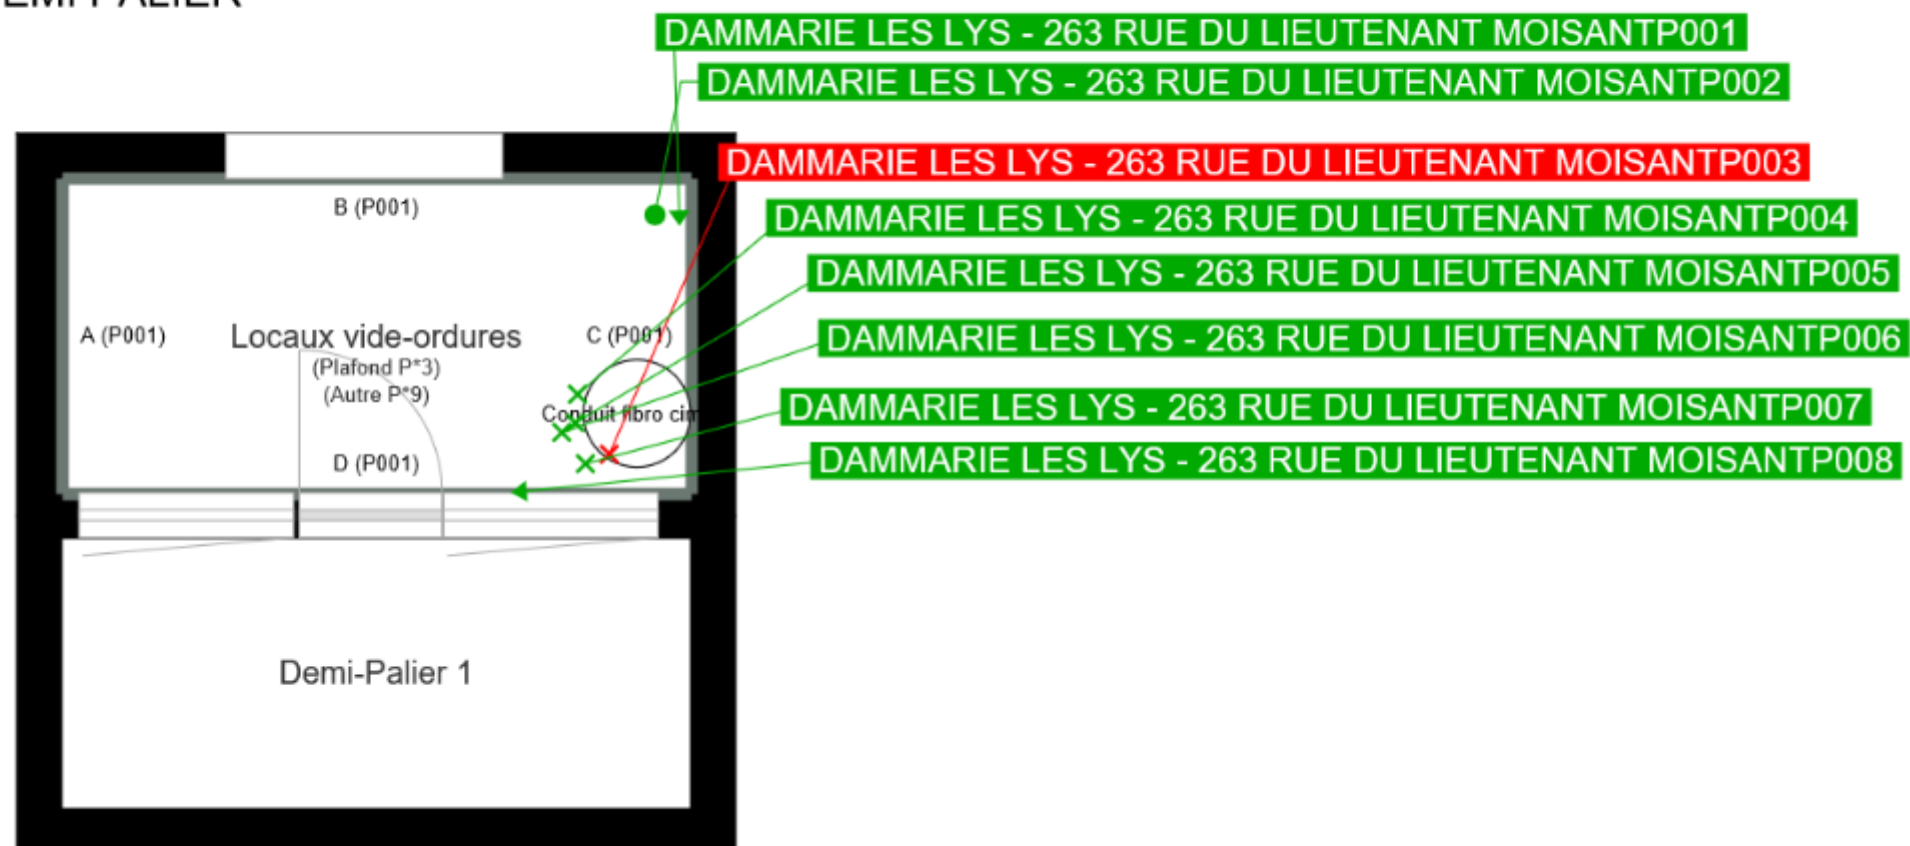 EMI-PALIER
DAMMARIE LES LYS - 263 RUE DU LIEUTENANT MOISANTP001
DAMMARIE LES LYS - 263 RUE DU LIEUTENANT MOISANTP002
DAMMARIE LES LYS - 263 RUE DU LIEUTENANT MOISANTP003
B (P001)
DAMMARIE LES LYS - 263 RUE DU LIEUTENANT MOISANTP004
DAMMARIE LES LYS - 263 RUE DU LIEUTENANT MOISANTP005
A (P001)
Locaux vide-ordures
(Plafond P*3)
(Autre P*9)
C (P001)
DAMMARIE LES LYS - 263 RUE DU LIEUTENANT MOISANTP006
Conduit fibro cim
DAMMARIE LES LYS - 263 RUE DU LIEUTENANT MOISANTP007
D (P001)
DAMMARIE LES LYS - 263 RUE DU LIEUTENANT MOISANTP008
Demi-Palier 1